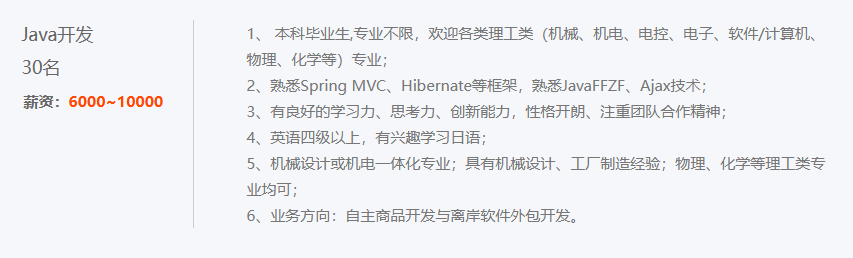 Java开发
30名
薪资：6000~10000
1、 本科毕业生,专业不限，欢迎各类理工类（机械、机电、电控、电子、软件/计算机、
物理、化学等）专业；
2、熟悉Spring MVC、Hibernate等框架，熟悉JavaFFZF、Ajax技术；
3、有良好的学习力、思考力、创新能力，性格开朗、注重团队合作精神；
4、英语四级以上，有兴趣学习日语；
5、机械设计或机电一体化专业；具有机械设计、工厂制造经验；物理、化学等理工类专
业均可；
6、业务方向：自主商品开发与离岸软件外包开发。